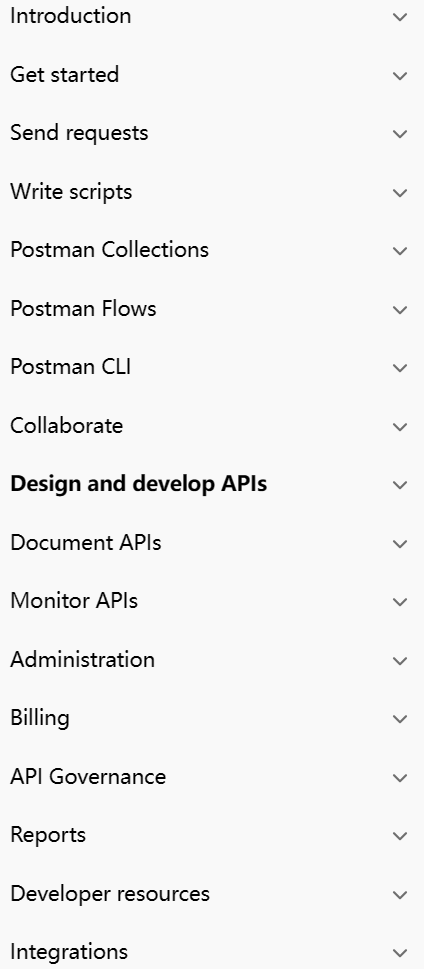 Introduction
Get started
Send requests
Write scripts
Postman Collections
Postman Flows
Postman CLI
Collaborate
Design and develop APIs
Document APIs
Monitor APIs
Administration
Billing
API Governance
Reports
Developer resources
Integrations